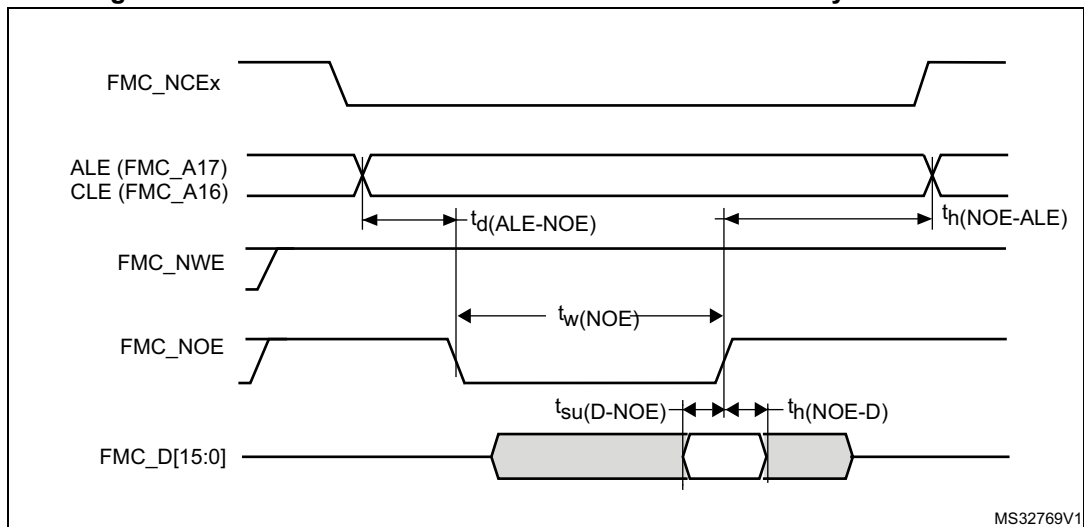 FMC_NCEx
ALE (FMC_A17)
CLE (FMC_A16)
td(ALE-NOE)
th(NOE-ALE)
FMC_NWE
tw(NOE)
FMC_NOE
tsu(D-NOE)
th(NOE-D)
FMC_D[15:0]
MS32769V1